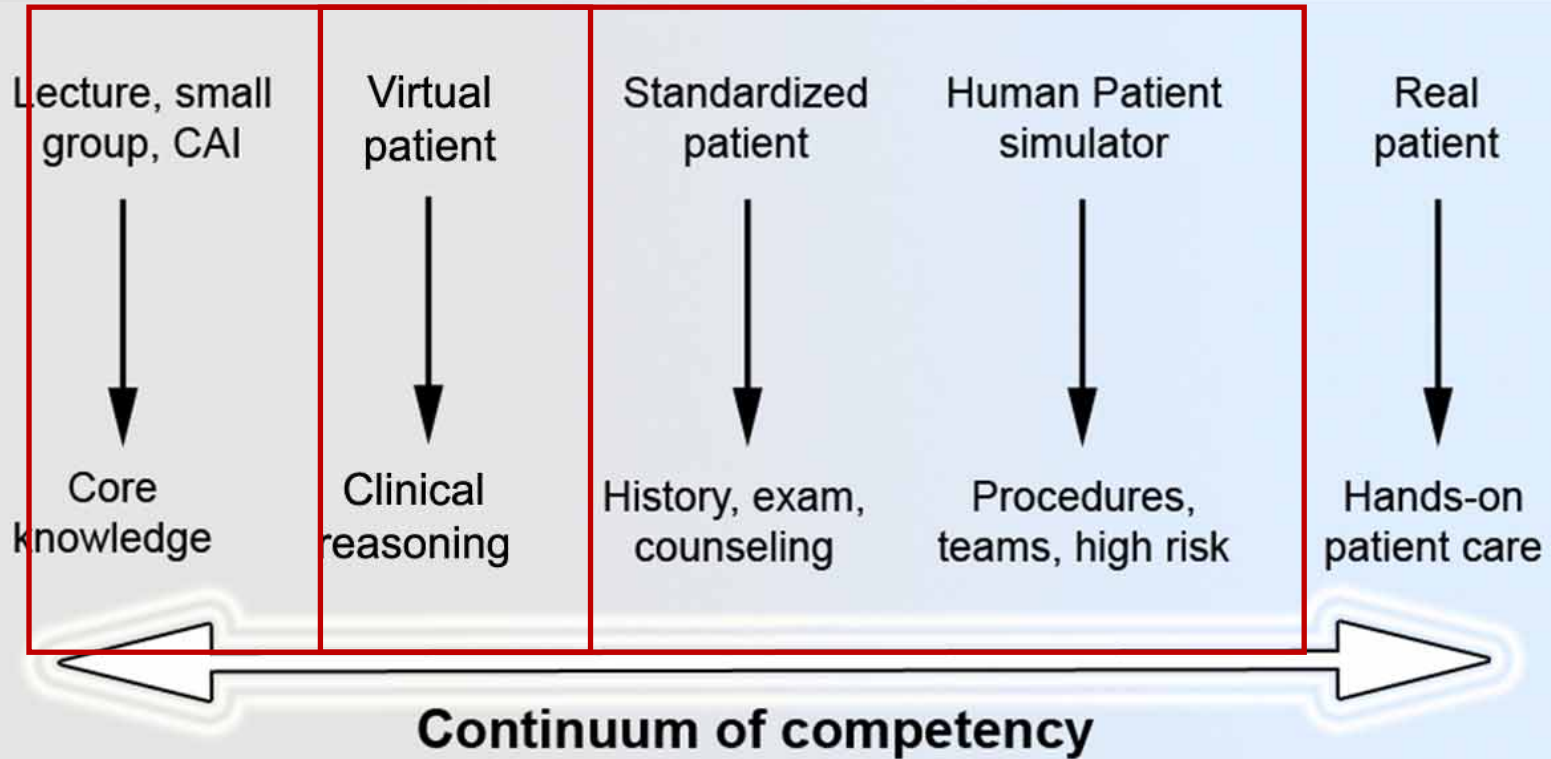 Lecture, small
group, CAI
Virtual
patient
Standardized
patient
Human Patient
simulator
Real
patient
Core
knowledge
Clinical
reasoning
History, exam,
counseling
Procedures,
teams, high risk
Hands-on
patient care
Continuum of competency